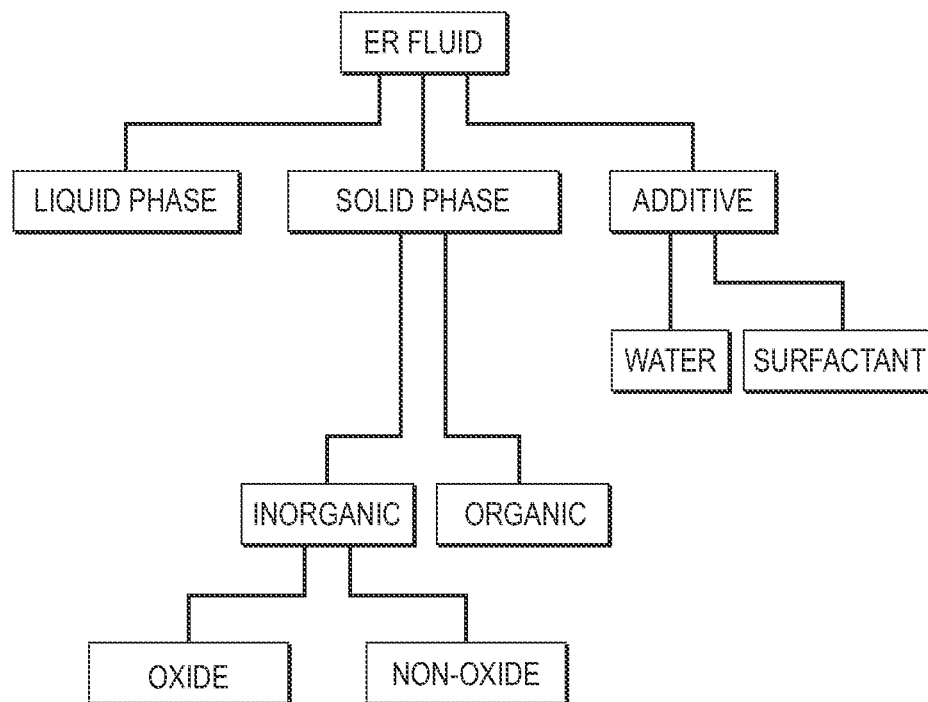 ER FLUID
LIQUID PHASE
SOLID PHASE
ADDITIVE
WATER
SURFACTANT
INORGANIC
ORGANIC
OXIDE
NON-OXIDE